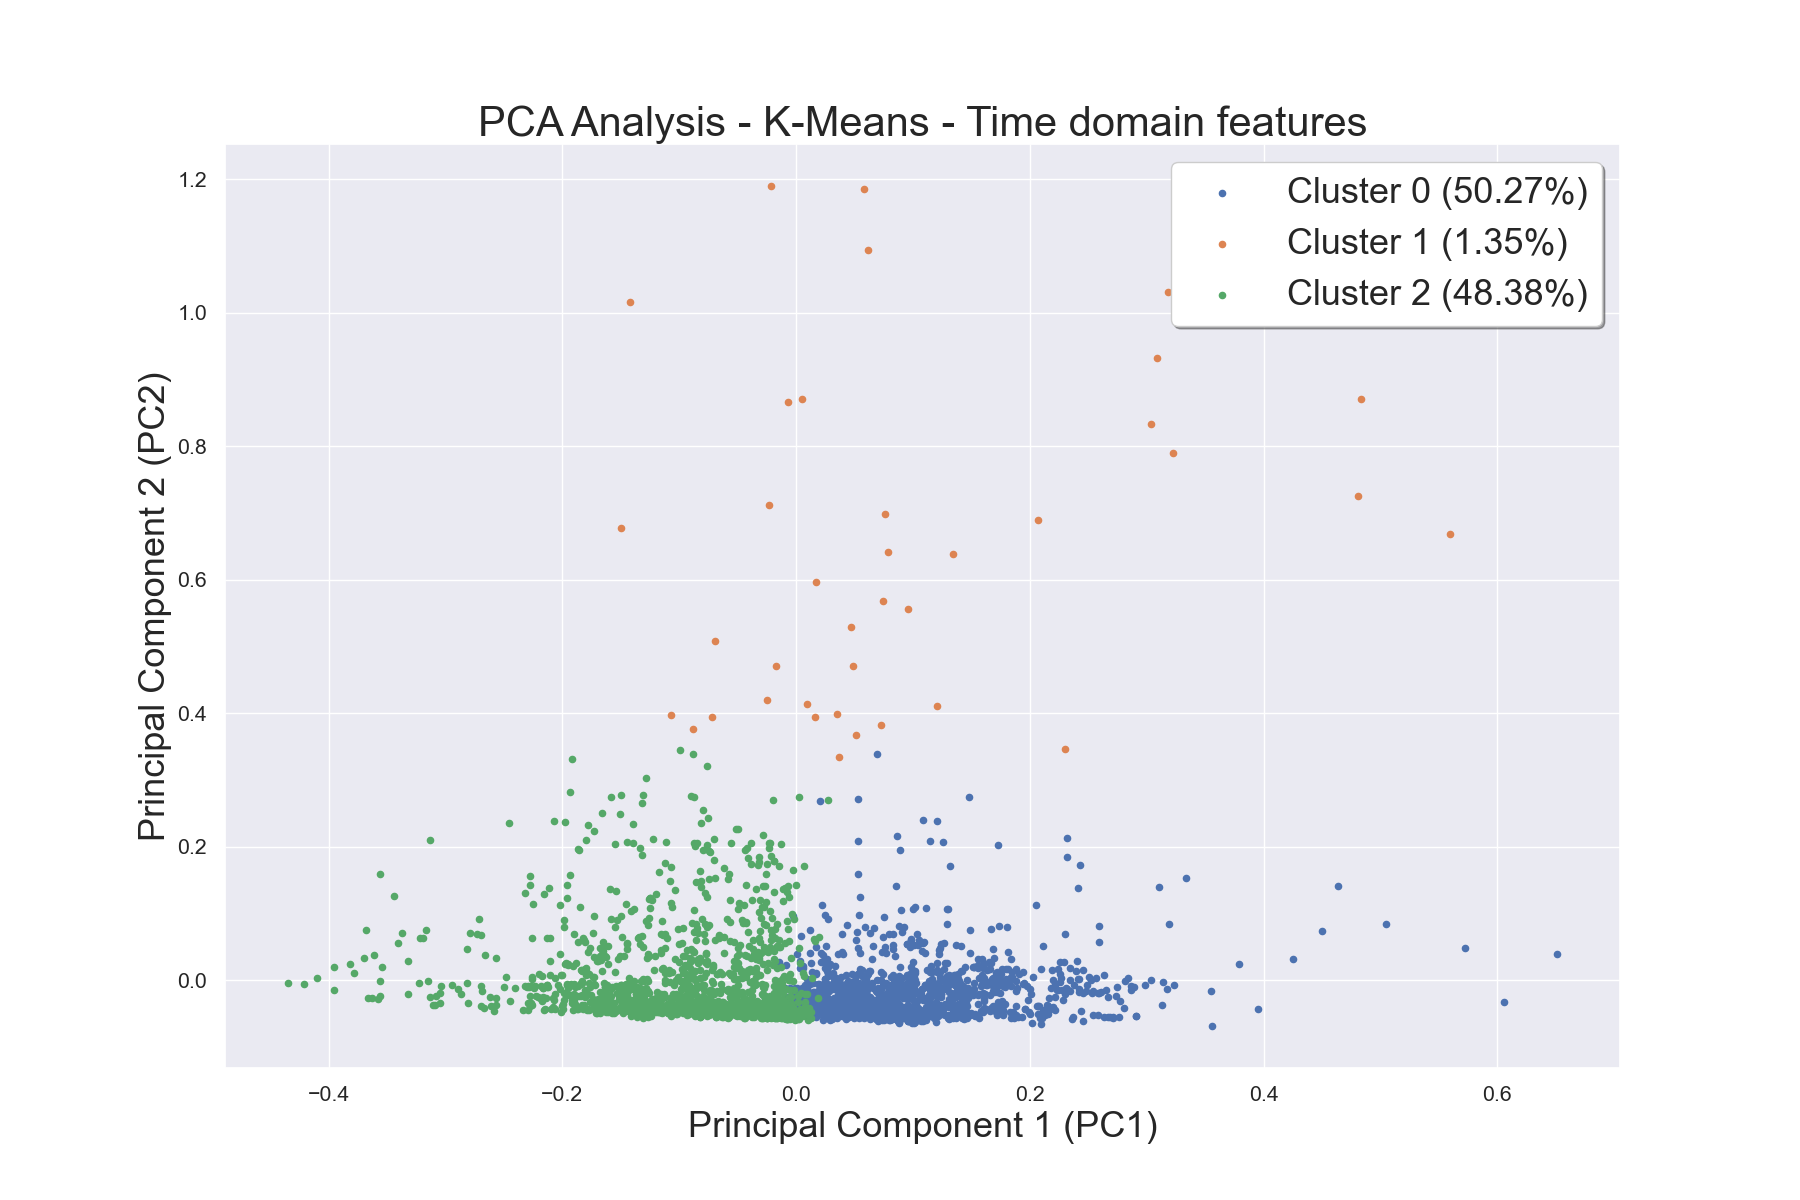 PCA Analysis - K-Means - Time domain features
Cluster 0 (50.27%)
Cluster 1 (1.35%)
Cluster 2 (48.38%)
Principal Component 2 (PC2)
1.2
1.0
0.8
0.6
0.4
0.2
0.0
−0.4 −0.2 0.0 0.2 0.4 0.6
Principal Component 1 (PC1)